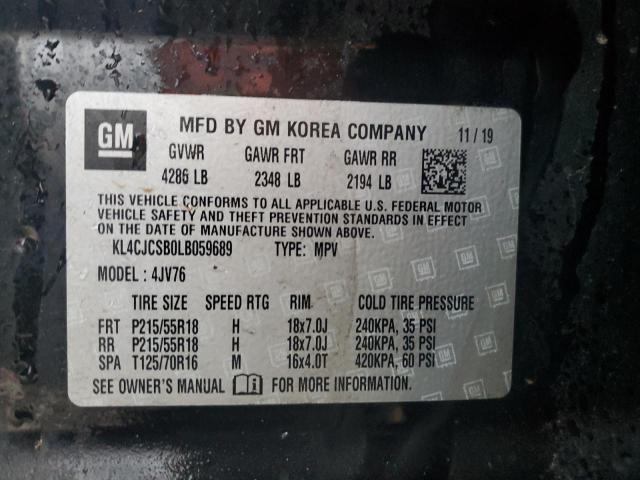 GM MFD BY GM KOREA COMPANY 11/19
GVWR GAWR FRT GAWR RR
4286 LB 2348 LB 2194 LB
THIS VEHICLE CONFORMS TO ALL APPLICABLE U.S. FEDERAL MOTOR
VEHICLE SAFETY AND THEFT PREVENTION STANDARDS IN EFFECT
ON THE DATE OF MANUFACTURE SHOWN ABOVE.
KL4CJCSB0LB059689 TYPE: MPV
MODEL: 4JV76
TIRE SIZE SPEED RTG RIM COLD TIRE PRESSURE
FRT P215/55R18 H 18x7.0J 240KPA, 35 PSI
RR P215/55R18 H 18x7.0J 240KPA, 35 PSI
SPA T125/70R16 M 16x4.0T 420KPA, 60 PSI
SEE OWNER'S MANUAL FOR MORE INFORMATION.